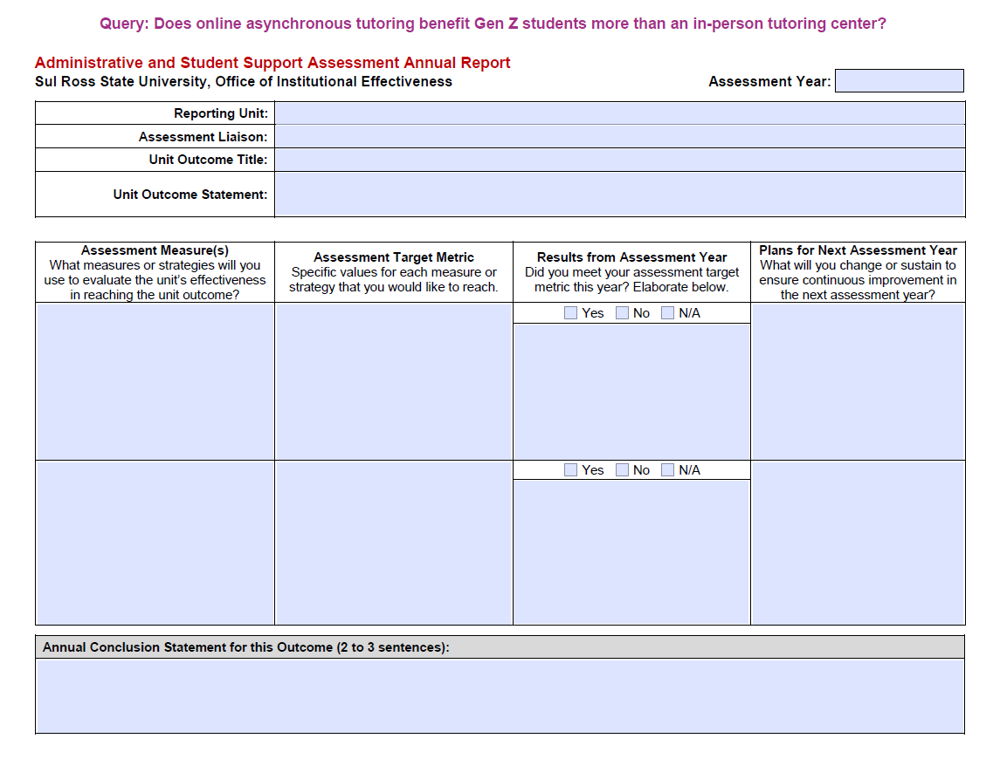 Query: Does online asynchronous tutoring benefit Gen Z students more than an in-person tutoring center?
Administrative and Student Support Assessment Annual Report
Sul Ross State University, Office of Institutional Effectiveness
Assessment Year:
Reporting Unit:
Assessment Liaison:
Unit Outcome Title:
Unit Outcome Statement:
Assessment Measure(s)
What measures or strategies will you
use to evaluate the unit's effectiveness
in reaching the unit outcome?
Assessment Target Metric
Specific values for each measure or
strategy that you would like to reach.
Results from Assessment Year
Did you meet your assessment target
metric this year? Elaborate below.
Plans for Next Assessment Year
What will you change or sustain to
ensure continuous improvement in
the next assessment year?
Yes No N/A
Yes No N/A
Annual Conclusion Statement for this Outcome (2 to 3 sentences):